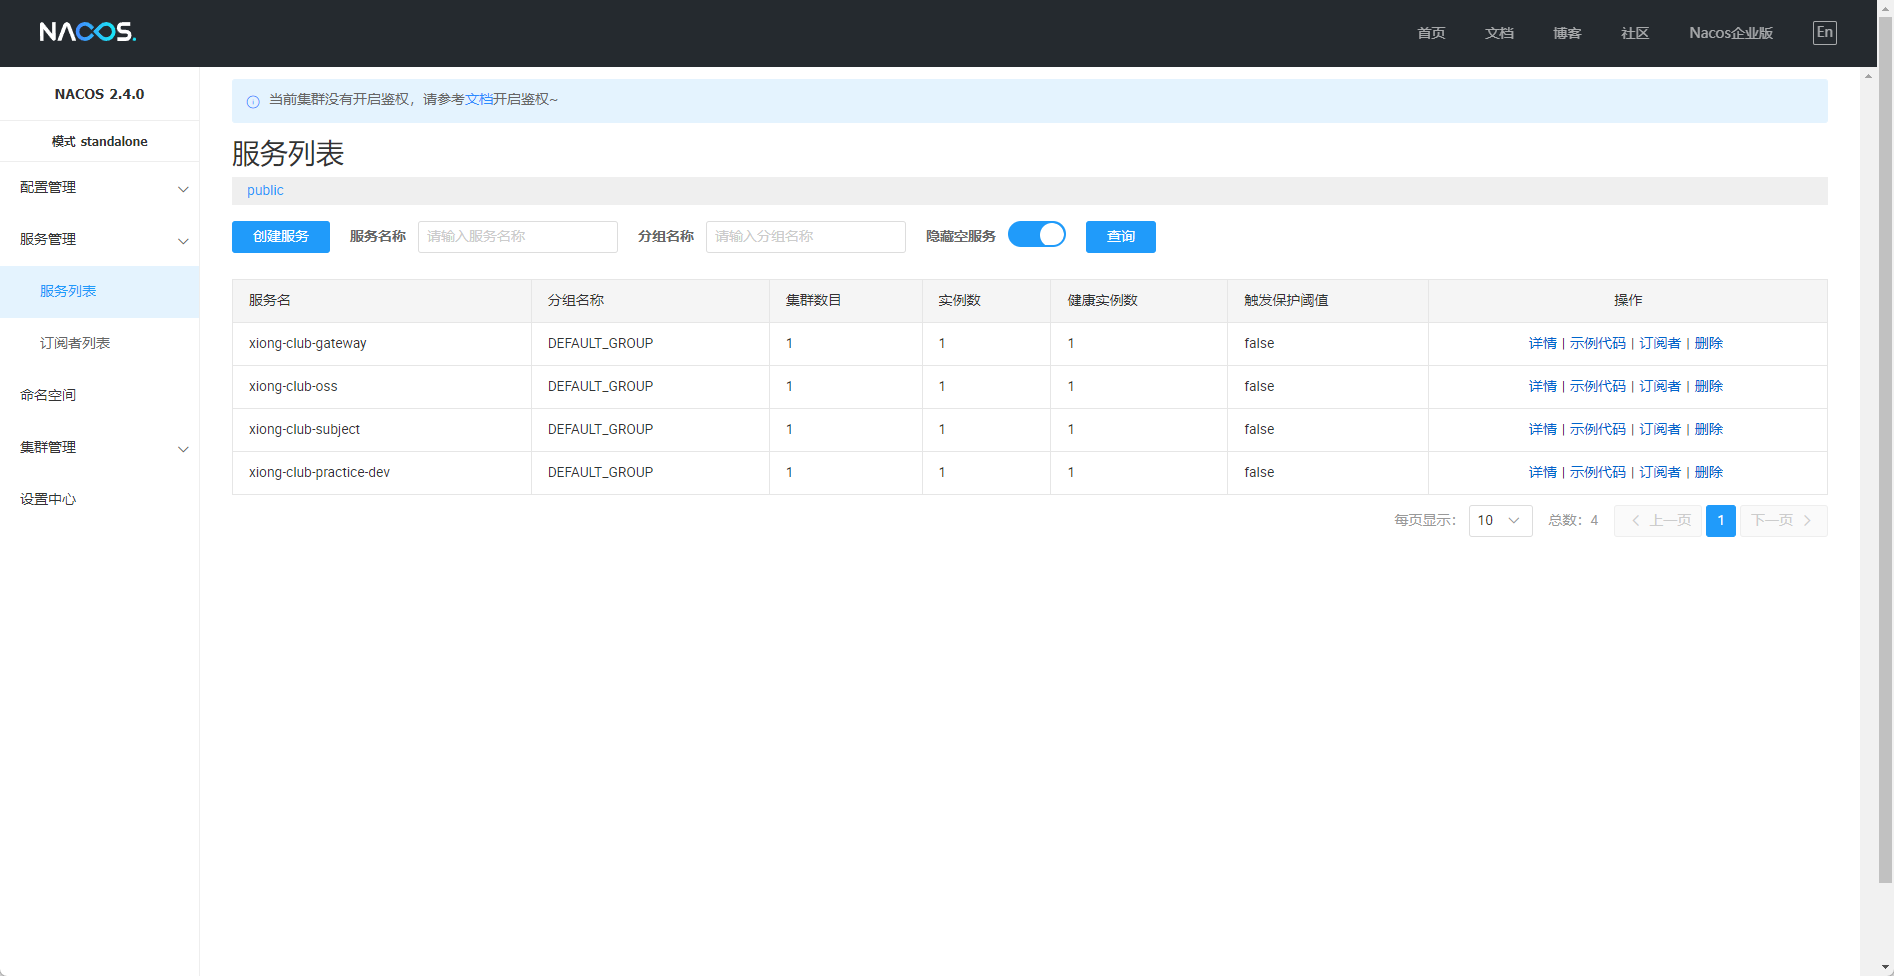 NACOS.
首页 文档 博客 社区 Nacos企业版 En
NACOS 2.4.0
模式 standalone
配置管理
服务管理
服务列表
订阅者列表
命名空间
集群管理
设置中心
当前集群没有开启鉴权，请参考文档开启鉴权~
服务列表
public
创建服务 服务名称 请输入服务名称 分组名称 请输入分组名称 隐藏空服务 查询
服务名 分组名称 集群数目 实例数 健康实例数 触发保护阈值 操作
xiong-club-gateway DEFAULT_GROUP 1 1 1 false 详情 | 示例代码 | 订阅者 | 删除
xiong-club-oss DEFAULT_GROUP 1 1 1 false 详情 | 示例代码 | 订阅者 | 删除
xiong-club-subject DEFAULT_GROUP 1 1 1 false 详情 | 示例代码 | 订阅者 | 删除
xiong-club-practice-dev DEFAULT_GROUP 1 1 1 false 详情 | 示例代码 | 订阅者 | 删除
每页显示： 10 总数：4 上一页 1 下一页